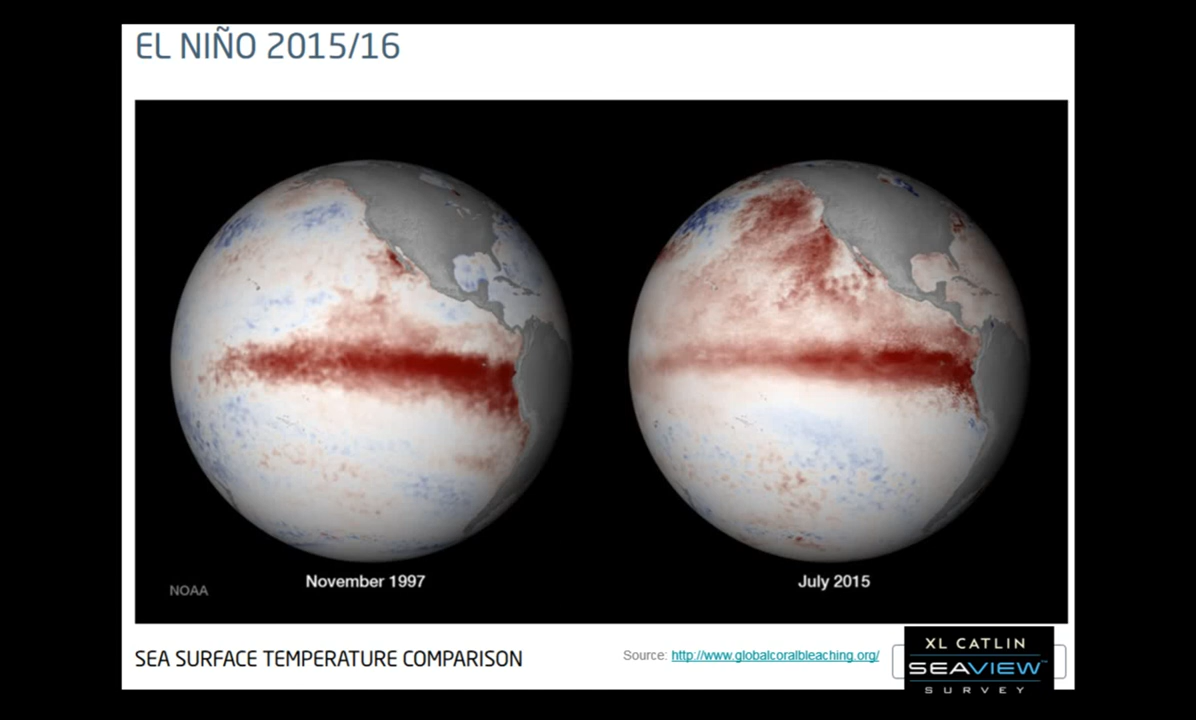 EL NIÑO 2015/16
November 1997
July 2015
NOAA
SEA SURFACE TEMPERATURE COMPARISON
Source: http://www.globalcoralbleaching.org/
XL CATLIN
SEAVIEW™
SURVEY